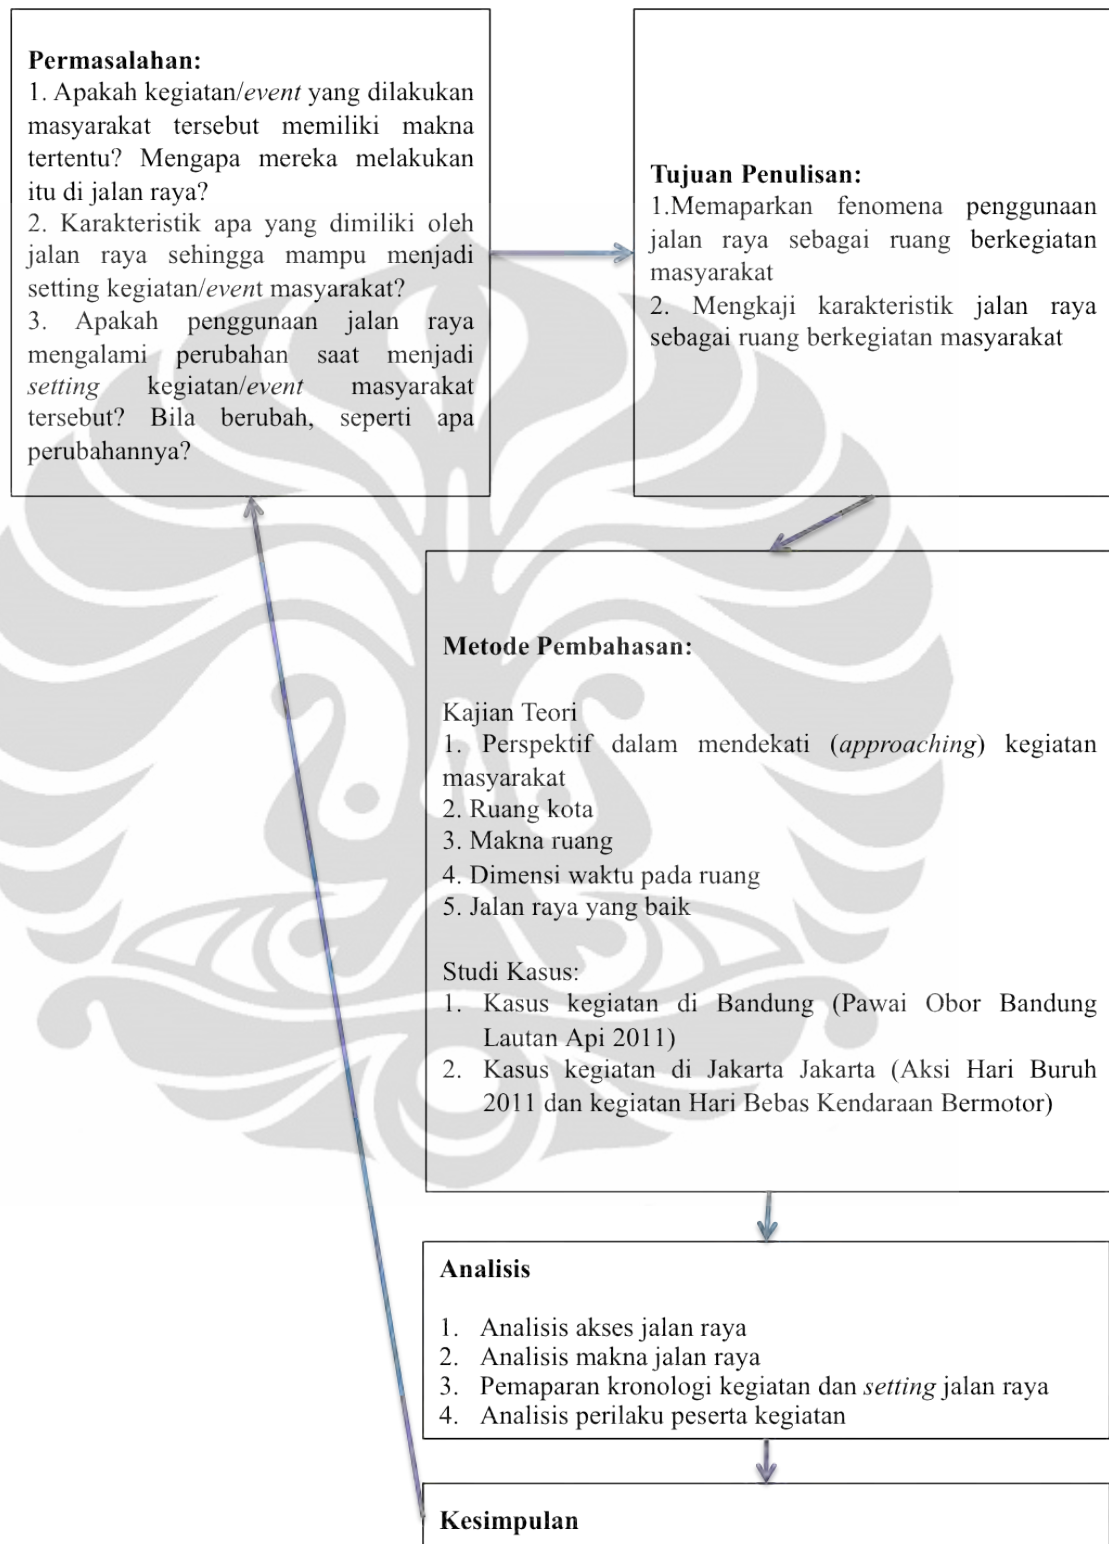 Permasalahan:
1. Apakah kegiatan/event yang dilakukan
masyarakat tersebut memiliki makna
tertentu? Mengapa mereka melakukan
itu di jalan raya?
2. Karakteristik apa yang dimiliki oleh
jalan raya sehingga mampu menjadi
setting kegiatan/event masyarakat?
3. Apakah penggunaan jalan raya
mengalami perubahan saat menjadi
setting kegiatan/event masyarakat
tersebut? Bila berubah, seperti apa
perubahannya?
Tujuan Penulisan:
1.Memaparkan fenomena penggunaan
jalan raya sebagai ruang berkegiatan
masyarakat
2. Mengkaji karakteristik jalan raya
sebagai ruang berkegiatan masyarakat
Metode Pembahasan:
Kajian Teori
1. Perspektif dalam mendekati (approaching) kegiatan
masyarakat
2. Ruang kota
3. Makna ruang
4. Dimensi waktu pada ruang
5. Jalan raya yang baik
Studi Kasus:
1. Kasus kegiatan di Bandung (Pawai Obor Bandung
Lautan Api 2011)
2. Kasus kegiatan di Jakarta Jakarta (Aksi Hari Buruh
2011 dan kegiatan Hari Bebas Kendaraan Bermotor)
Analisis
1. Analisis akses jalan raya
2. Analisis makna jalan raya
3. Pemaparan kronologi kegiatan dan setting jalan raya
4. Analisis perilaku peserta kegiatan
Kesimpulan